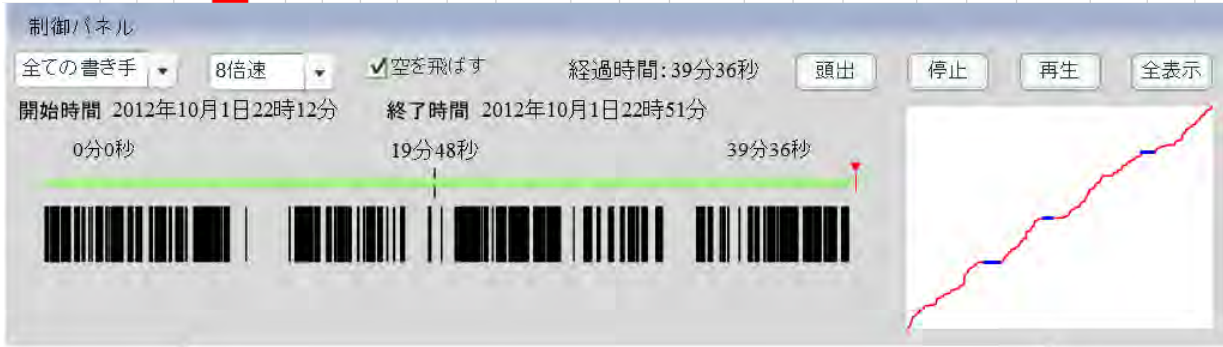 制御パネル
全ての書き手 8倍速 空を飛ばす 経過時間:39分36秒 頭出 停止 再生 全表示
開始時間 2012年10月1日22時12分 終了時間 2012年10月1日22時51分
0分0秒 19分48秒 39分36秒